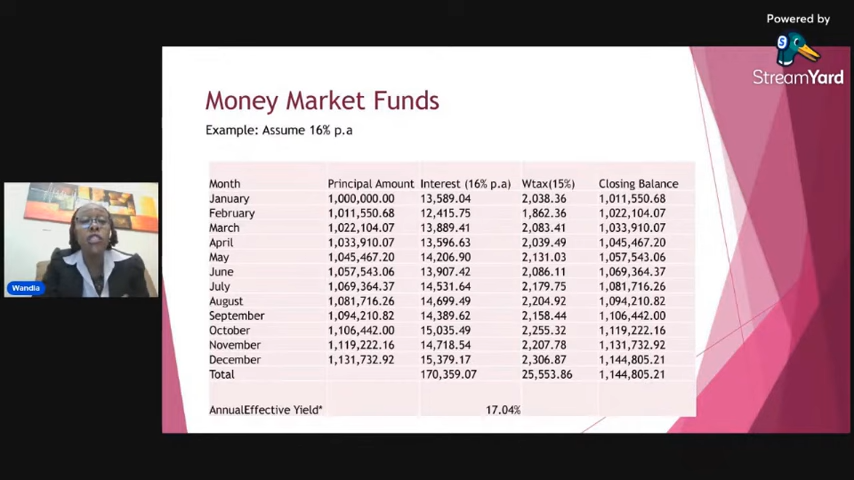 Powered by
S
StreamYard
Money Market Funds
Example: Assume 16% p.a
Month Principal Amount Interest (16% p.a) Wtax(15%) Closing Balance
January 1,000,000.00 13,589.04 2,038.36 1,011,550.68
February 1,011,550.68 12,415.75 1,862.36 1,022,104.07
March 1,022,104.07 13,889.41 2,083.41 1,033,910.07
April 1,033,910.07 13,596.63 2,039.49 1,045,467.20
May 1,045,467.20 14,206.90 2,131.03 1,057,543.06
June 1,057,543.06 13,907.42 2,086.11 1,069,364.37
July 1,069,364.37 14,531.64 2,179.75 1,081,716.26
August 1,081,716.26 14,699.49 2,204.92 1,094,210.82
September 1,094,210.82 14,389.62 2,158.44 1,106,442.00
October 1,106,442.00 15,035.49 2,255.32 1,119,222.16
November 1,119,222.16 14,718.54 2,207.78 1,131,732.92
December 1,131,732.92 15,379.17 2,306.87 1,144,805.21
Total 170,359.07 25,553.86 1,144,805.21
AnnualEffective Yield* 17.04%
Wandia